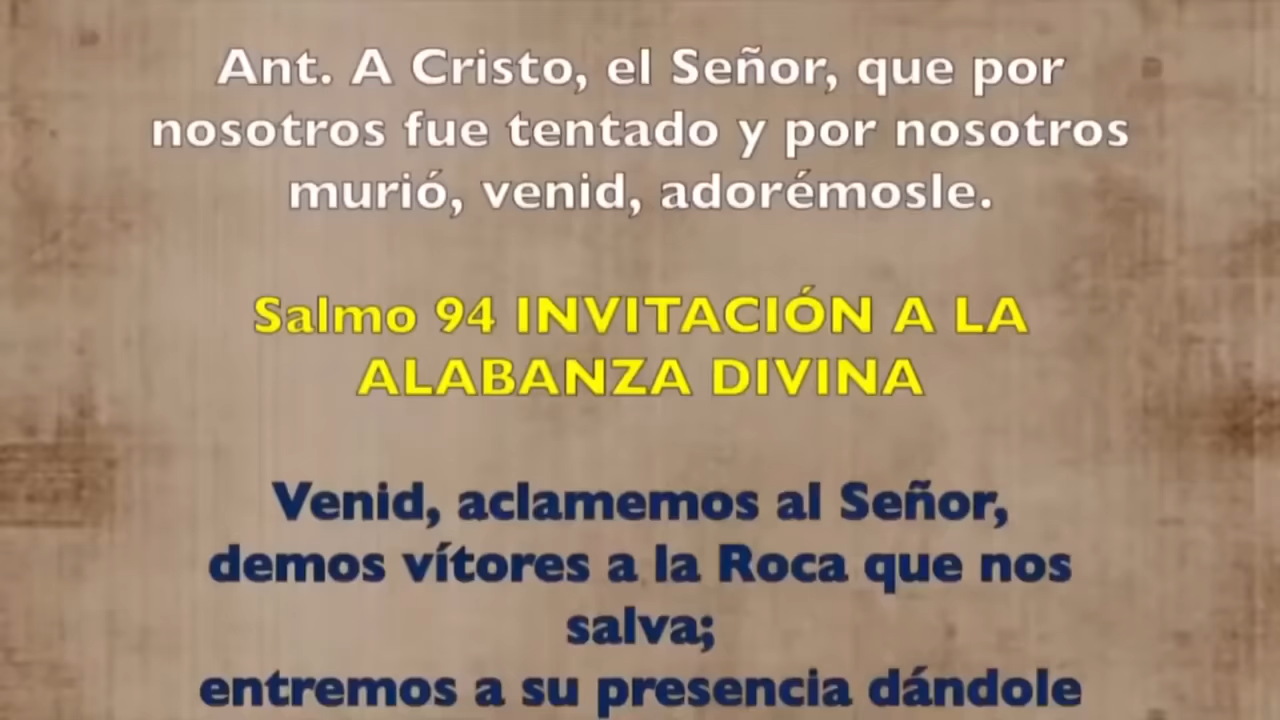 Ant. A Cristo, el Señor, que por
nosotros fue tentado y por nosotros
murió, venid, adorémosle.
Salmo 94 INVITACIÓN A LA
ALABANZA DIVINA
Venid, aclamemos al Señor,
demos vítores a la Roca que nos
salva;
entremos a su presencia dándole